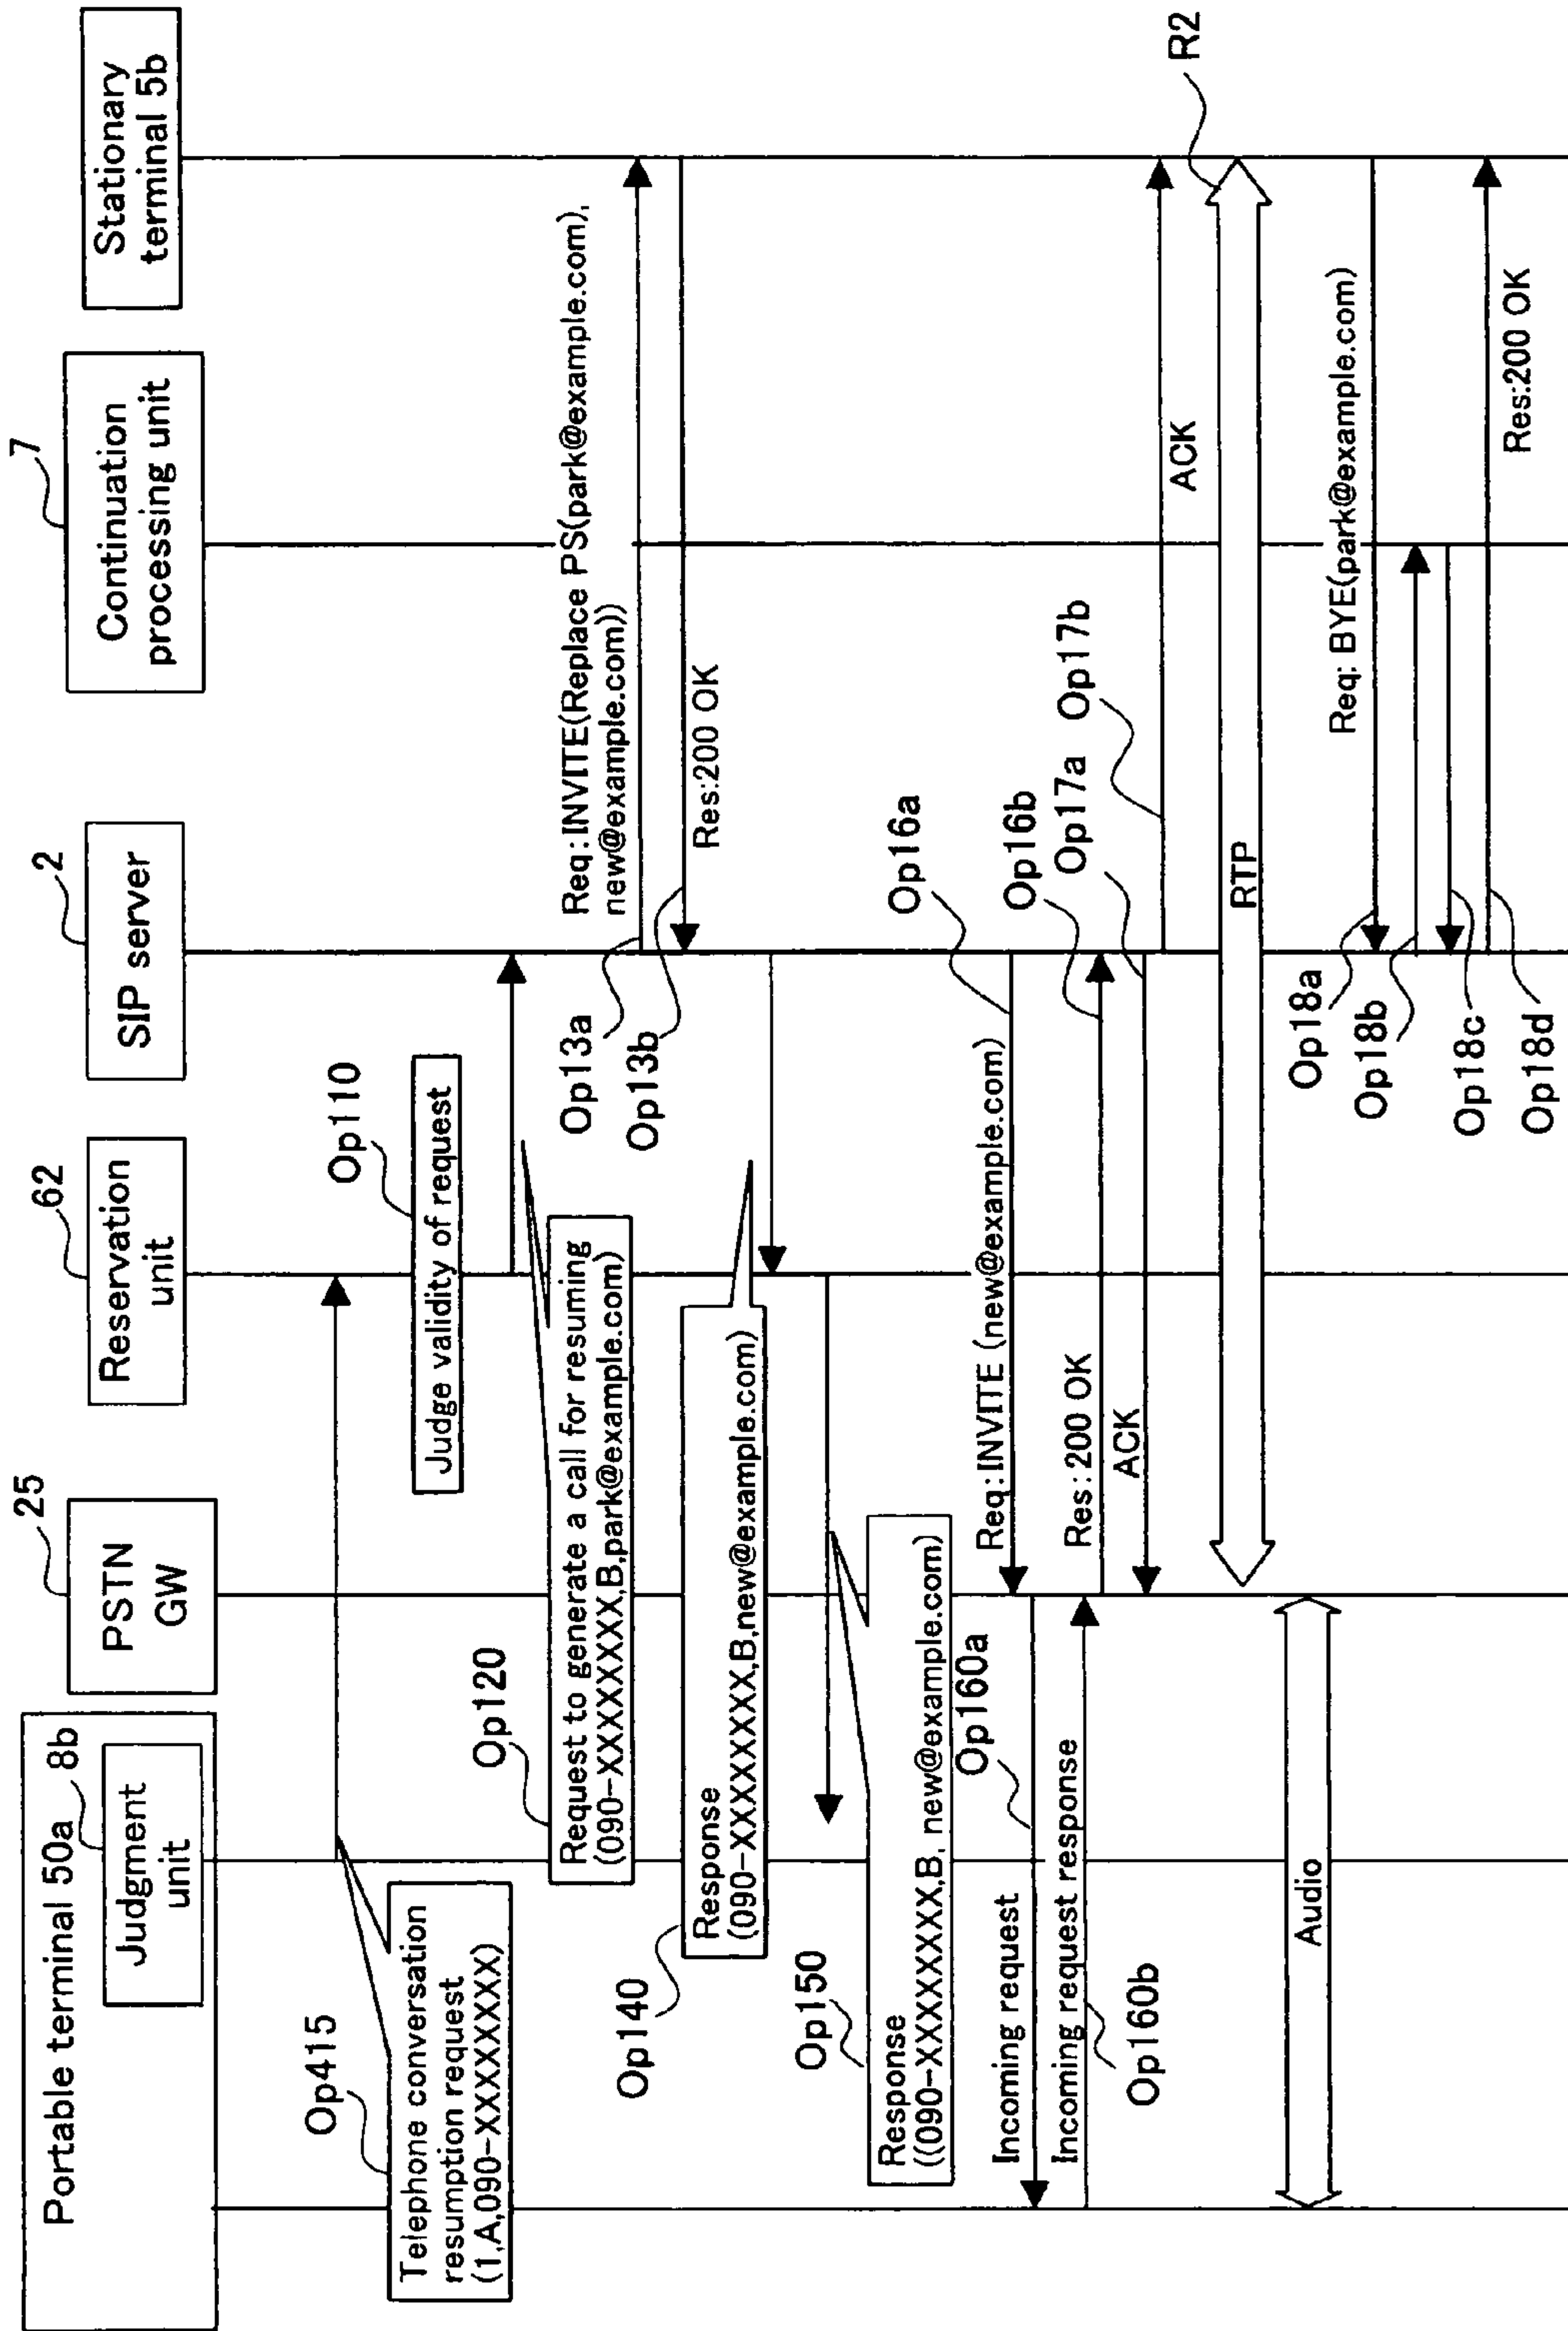 Portable terminal 50a
Judgment
unit
8b
PSTN
GW
25
Reservation
unit
62
SIP server
2
Continuation
processing unit
7
Stationary
terminal 5b
Op415
Telephone conversation
resumption request
(1,A,090-XXXXXXXX)
Op110
Judge validity of request
Op120
Request to generate a call for resuming
(090-XXXXXXXX,B,park@example.com)
Op13a
Req:INVITE(Replace PS(park@example.com),
new@example.com))
Op13b
Res:200 OK
Op140
Response
(090-XXXXXXXX,B,new@example.com)
Op150
Response
((090-XXXXXXXX,B, new@example.com)
Op16a
Req:INVITE (new@example.com)
Op160a
Incoming request
Incoming request response
Op160b
Op16b
Res:200 OK
Op17a
ACK
Op17b
ACK
R2
RTP
Audio
Req: BYE(park@example.com)
Op18a
Op18b
Op18c
Op18d
Res:200 OK